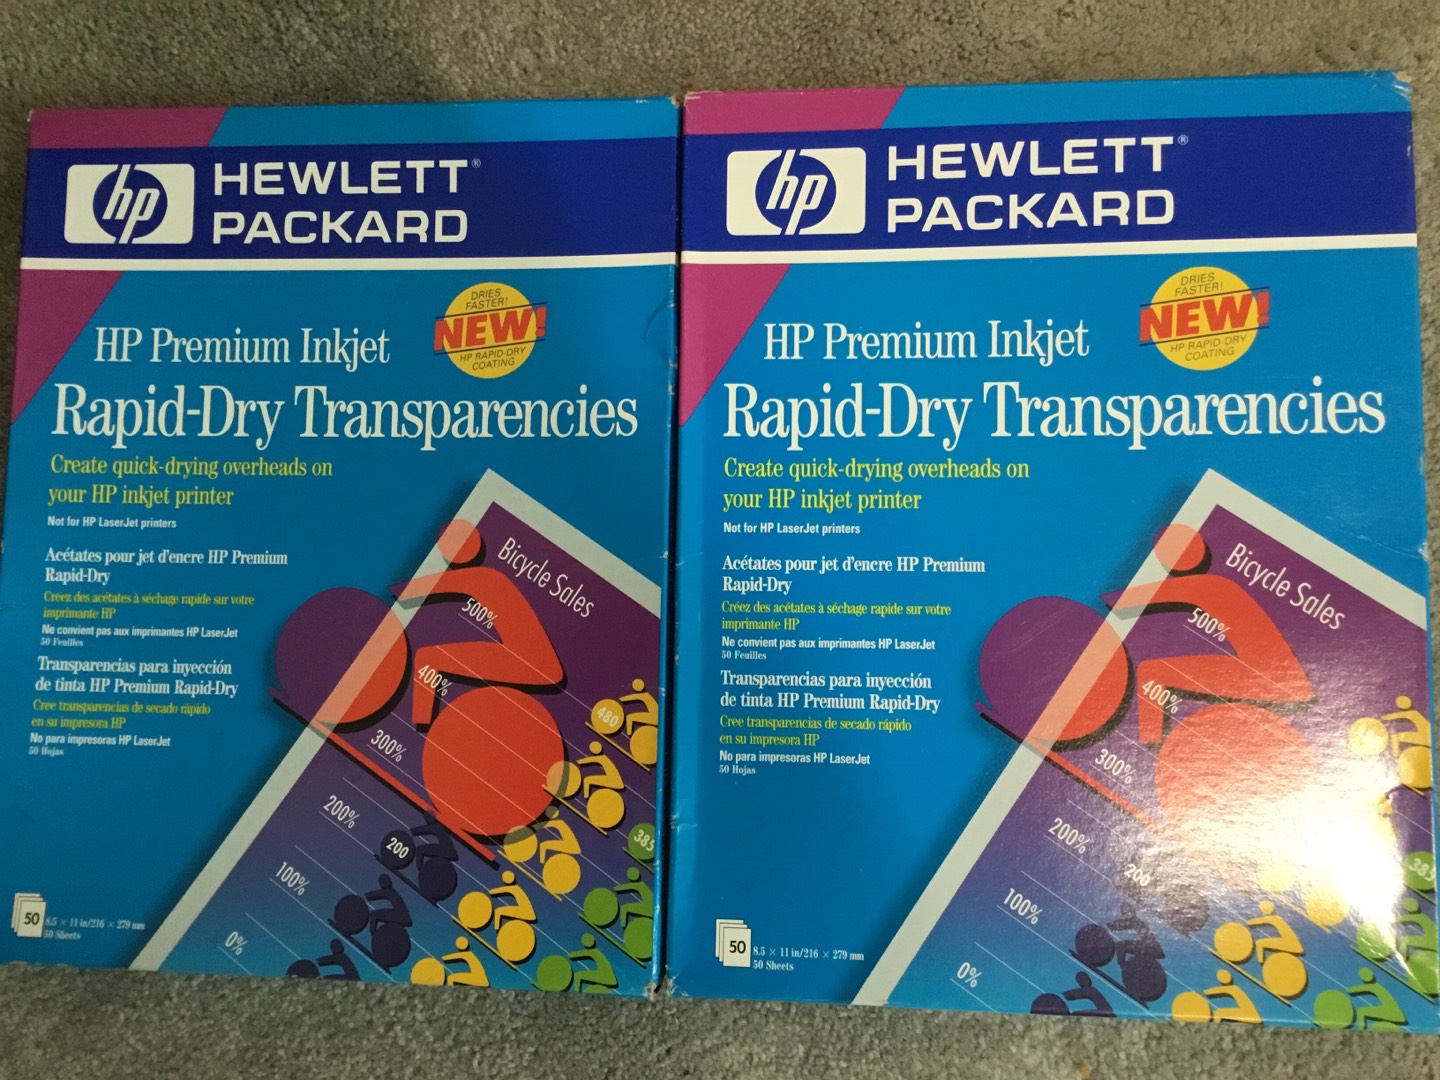 hp
HEWLETT®
PACKARD
DRIES
FASTER!
NEW!
HP RAPID-DRY
COATING
HP Premium Inkjet
Rapid-Dry Transparencies
Create quick-drying overheads on
your HP inkjet printer
Not for HP LaserJet printers
Acétates pour jet d'encre HP Premium
Rapid-Dry
Créez des acétates à séchage rapide sur votre
imprimante HP
Ne convient pas aux imprimantes HP LaserJet
50 Feuilles
Transparencias para inyección
de tinta HP Premium Rapid-Dry
Cree transparencias de secado rápido
en su impresora HP
No para impresoras HP LaserJet
50 Hojas
Bicycle Sales
500%
400%
300%
200%
100%
0%
480
385
200
50
8.5 × 11 in/216 × 279 mm
50 Sheets
hp
HEWLETT®
PACKARD
DRIES
FASTER!
NEW!
HP RAPID-DRY
COATING
HP Premium Inkjet
Rapid-Dry Transparencies
Create quick-drying overheads on
your HP inkjet printer
Not for HP LaserJet printers
Acétates pour jet d'encre HP Premium
Rapid-Dry
Créez des acétates à séchage rapide sur votre
imprimante HP
Ne convient pas aux imprimantes HP LaserJet
50 Feuilles
Transparencias para inyección
de tinta HP Premium Rapid-Dry
Cree transparencias de secado rápido
en su impresora HP
No para impresoras HP LaserJet
50 Hojas
Bicycle Sales
500%
400%
300%
200%
100%
0%
385
200
50
8.5 × 11 in/216 × 279 mm
50 Sheets